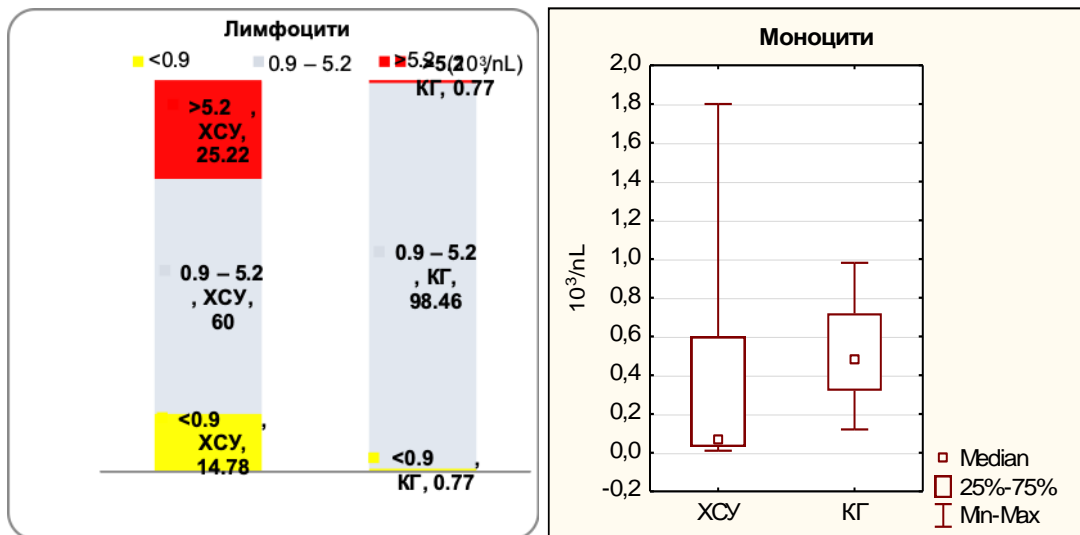 Лимфоцити
<0.9
0.9 – 5.2
>5.2 (10³/nL)
>5.2 ,
КГ, 0.77
>5.2 ,
ХСУ,
25.22
0.9 – 5.2
, ХСУ,
60
0.9 – 5.2
, КГ,
98.46
<0.9 ,
ХСУ,
14.78
<0.9 ,
КГ, 0.77
Моноцити
10³/nL
2,0
1,8
1,6
1,4
1,2
1,0
0,8
0,6
0,4
0,2
0,0
-0,2
ХСУ
КГ
Median
25%-75%
Min-Max